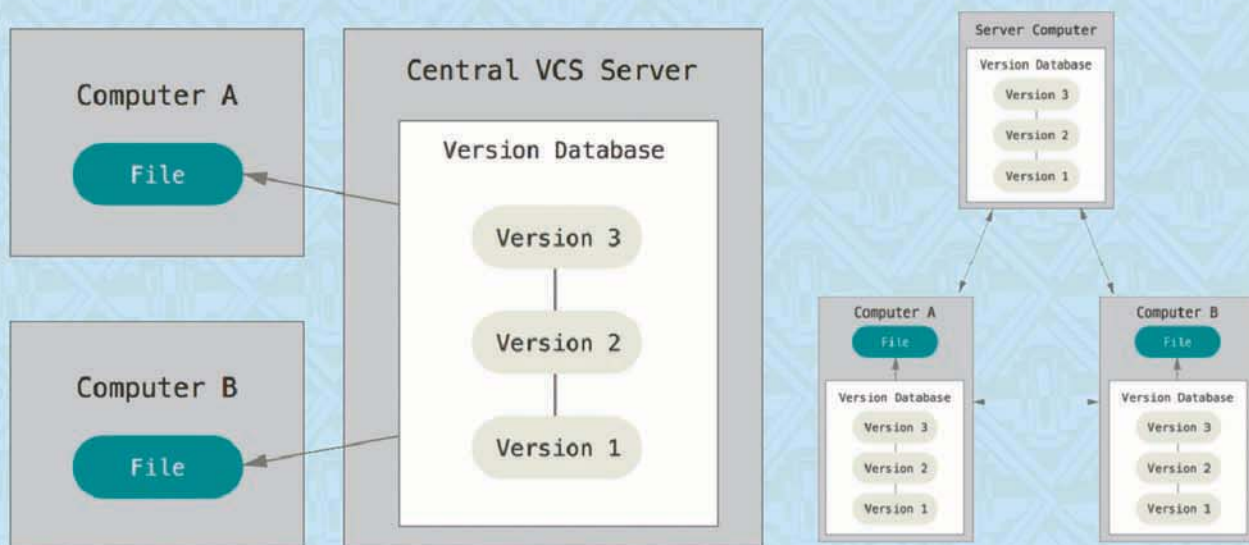 Computer A
File
Computer B
File
Central VCS Server
Version Database
Version 3
Version 2
Version 1
Server Computer
Version Database
Version 3
Version 2
Version 1
Computer A
File
Version Database
Version 3
Version 2
Version 1
Computer B
File
Version Database
Version 3
Version 2
Version 1